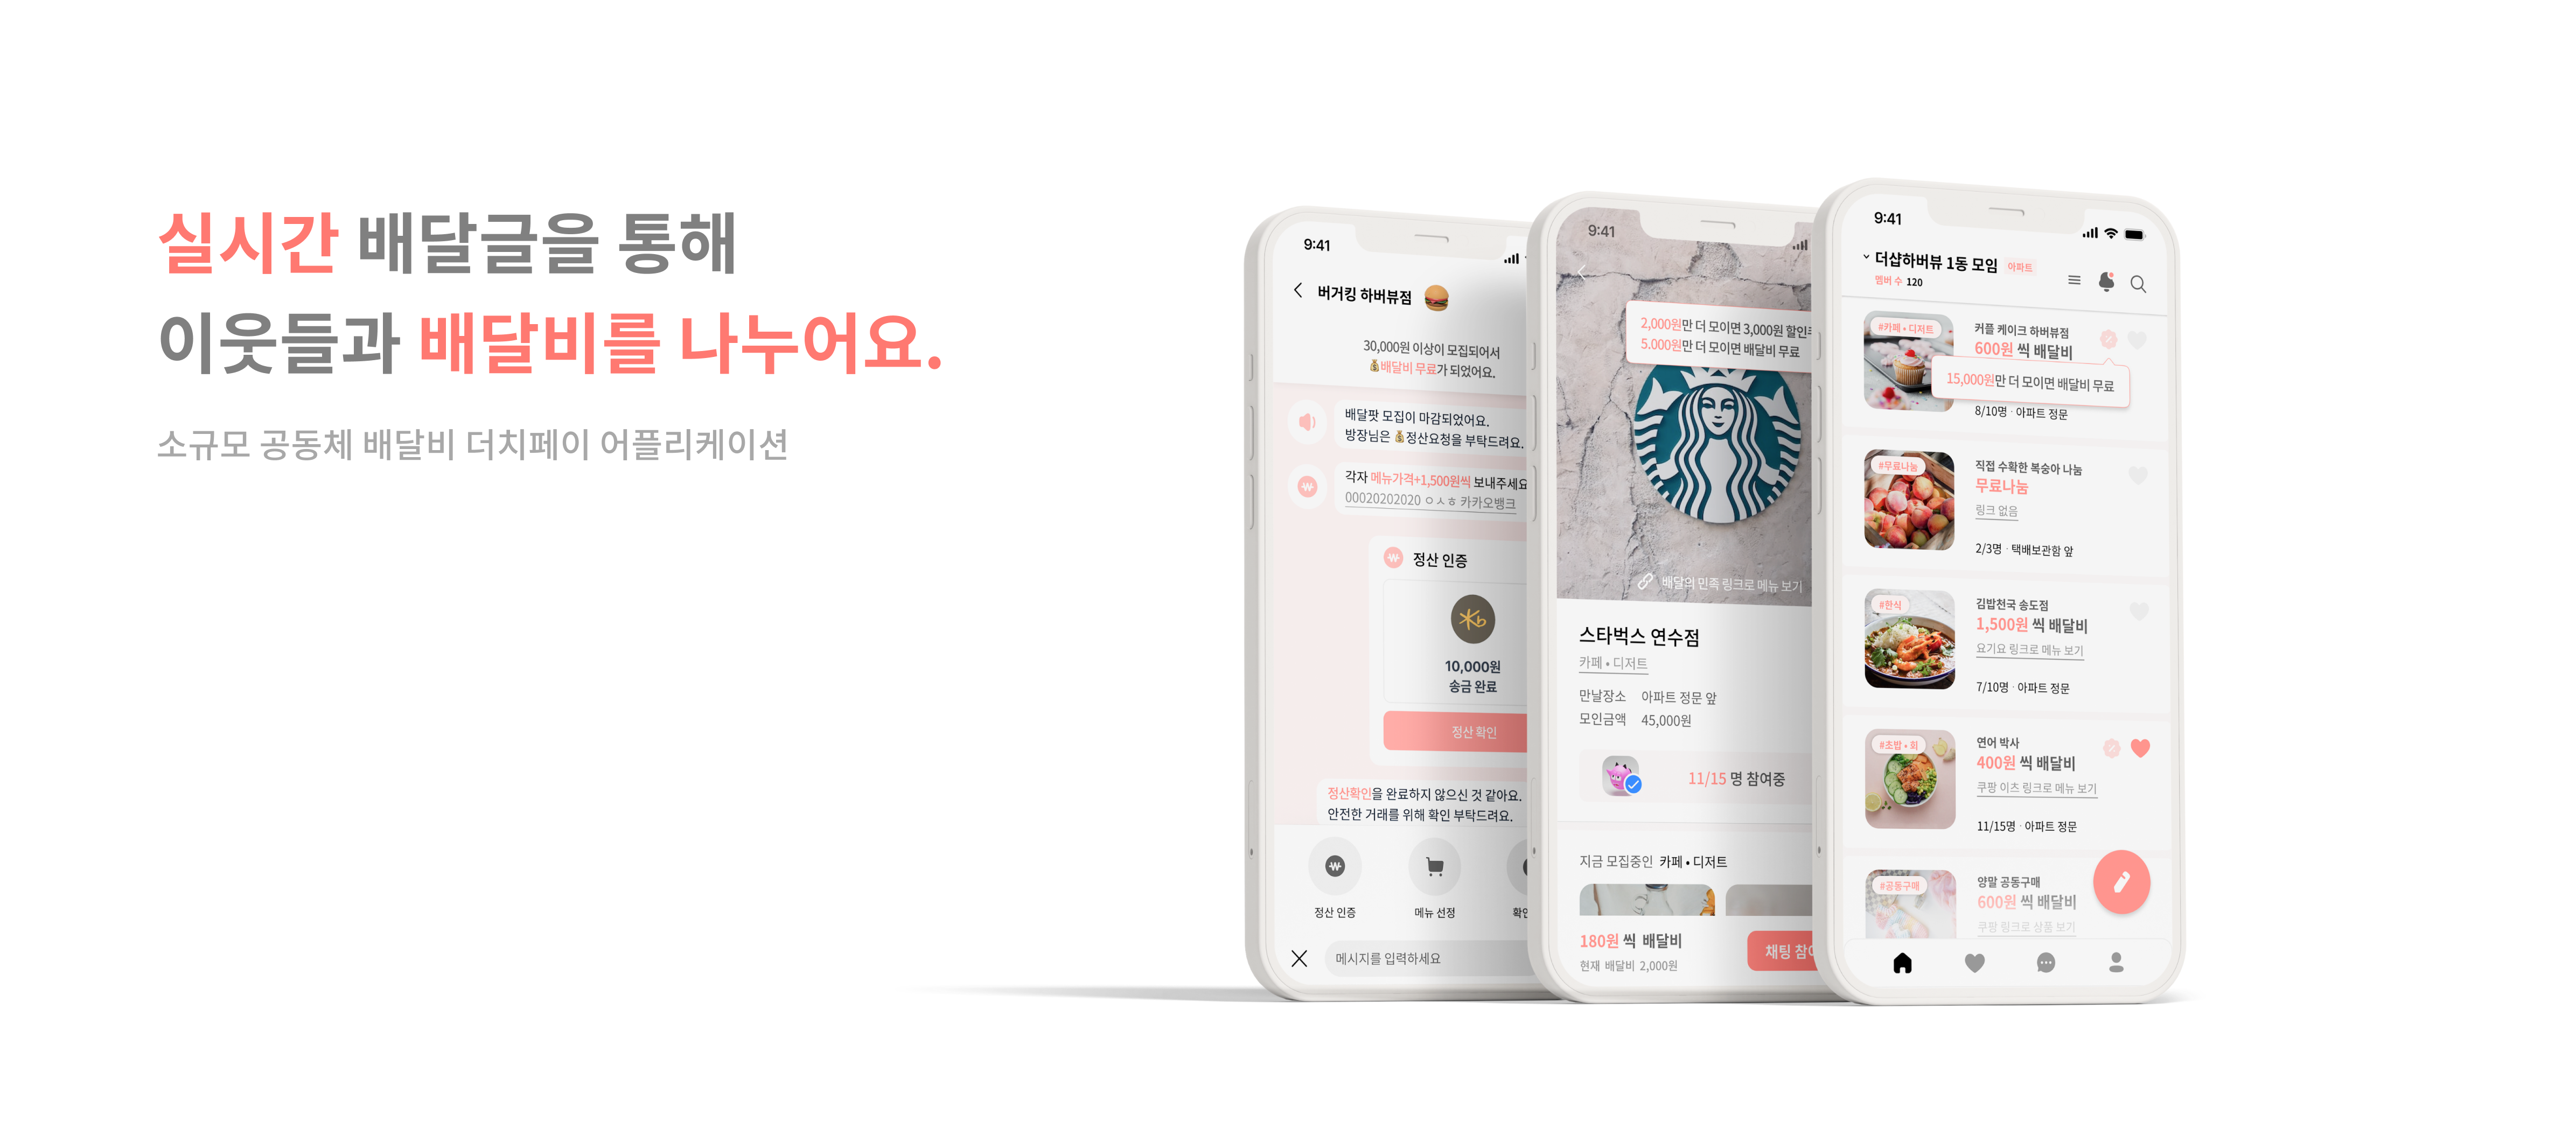 실시간 배달글을 통해
이웃들과 배달비를 나누어요.
소규모 공동체 배달비 더치페이 어플리케이션
9:41
버거킹 하버뷰점
30,000원 이상이 모집되어서
배달비 무료가 되었어요.
배달팟 모집이 마감되었어요.
방장님은 💰정산요청을 부탁드려요.
각자 메뉴가격+1,500원씩 보내주세요
00020202020 ㅇㅅㅎ 카카오뱅크
정산 인증
10,000원
송금 완료
정산 확인
정산확인을 완료하지 않으신 것 같아요.
안전한 거래를 위해 확인 부탁드려요.
정산 인증
메뉴 선정
메시지를 입력하세요
9:41
2,000원만 더 모이면 3,000원 할인
5.000원만 더 모이면 배달비 무료
배달의 민족 링크로 메뉴 보기
스타벅스 연수점
카페 • 디저트
만날장소 아파트 정문 앞
모인금액 45,000원
11/15 명 참여중
지금 모집중인 카페 • 디저트
180원 씩 배달비
현재 배달비 2,000원
채팅
9:41
더샵하버뷰 1동 모임 아파트
멤버 수 120
#카페 • 디저트
커플 케이크 하버뷰점
600원 씩 배달비
15,000원만 더 모이면 배달비 무료
8/10명 · 아파트 정문
#무료나눔
직접 수확한 복숭아 나눔
무료나눔
링크 없음
2/3명 · 택배보관함 앞
#한식
김밥천국 송도점
1,500원 씩 배달비
요기요 링크로 메뉴 보기
7/10명 · 아파트 정문
#초밥 • 회
연어 박사
400원 씩 배달비
쿠팡 이츠 링크로 메뉴 보기
11/15명 · 아파트 정문
#공동구매
양말 공동구매
600원 씩 배달비
쿠팡 링크로 상품 보기